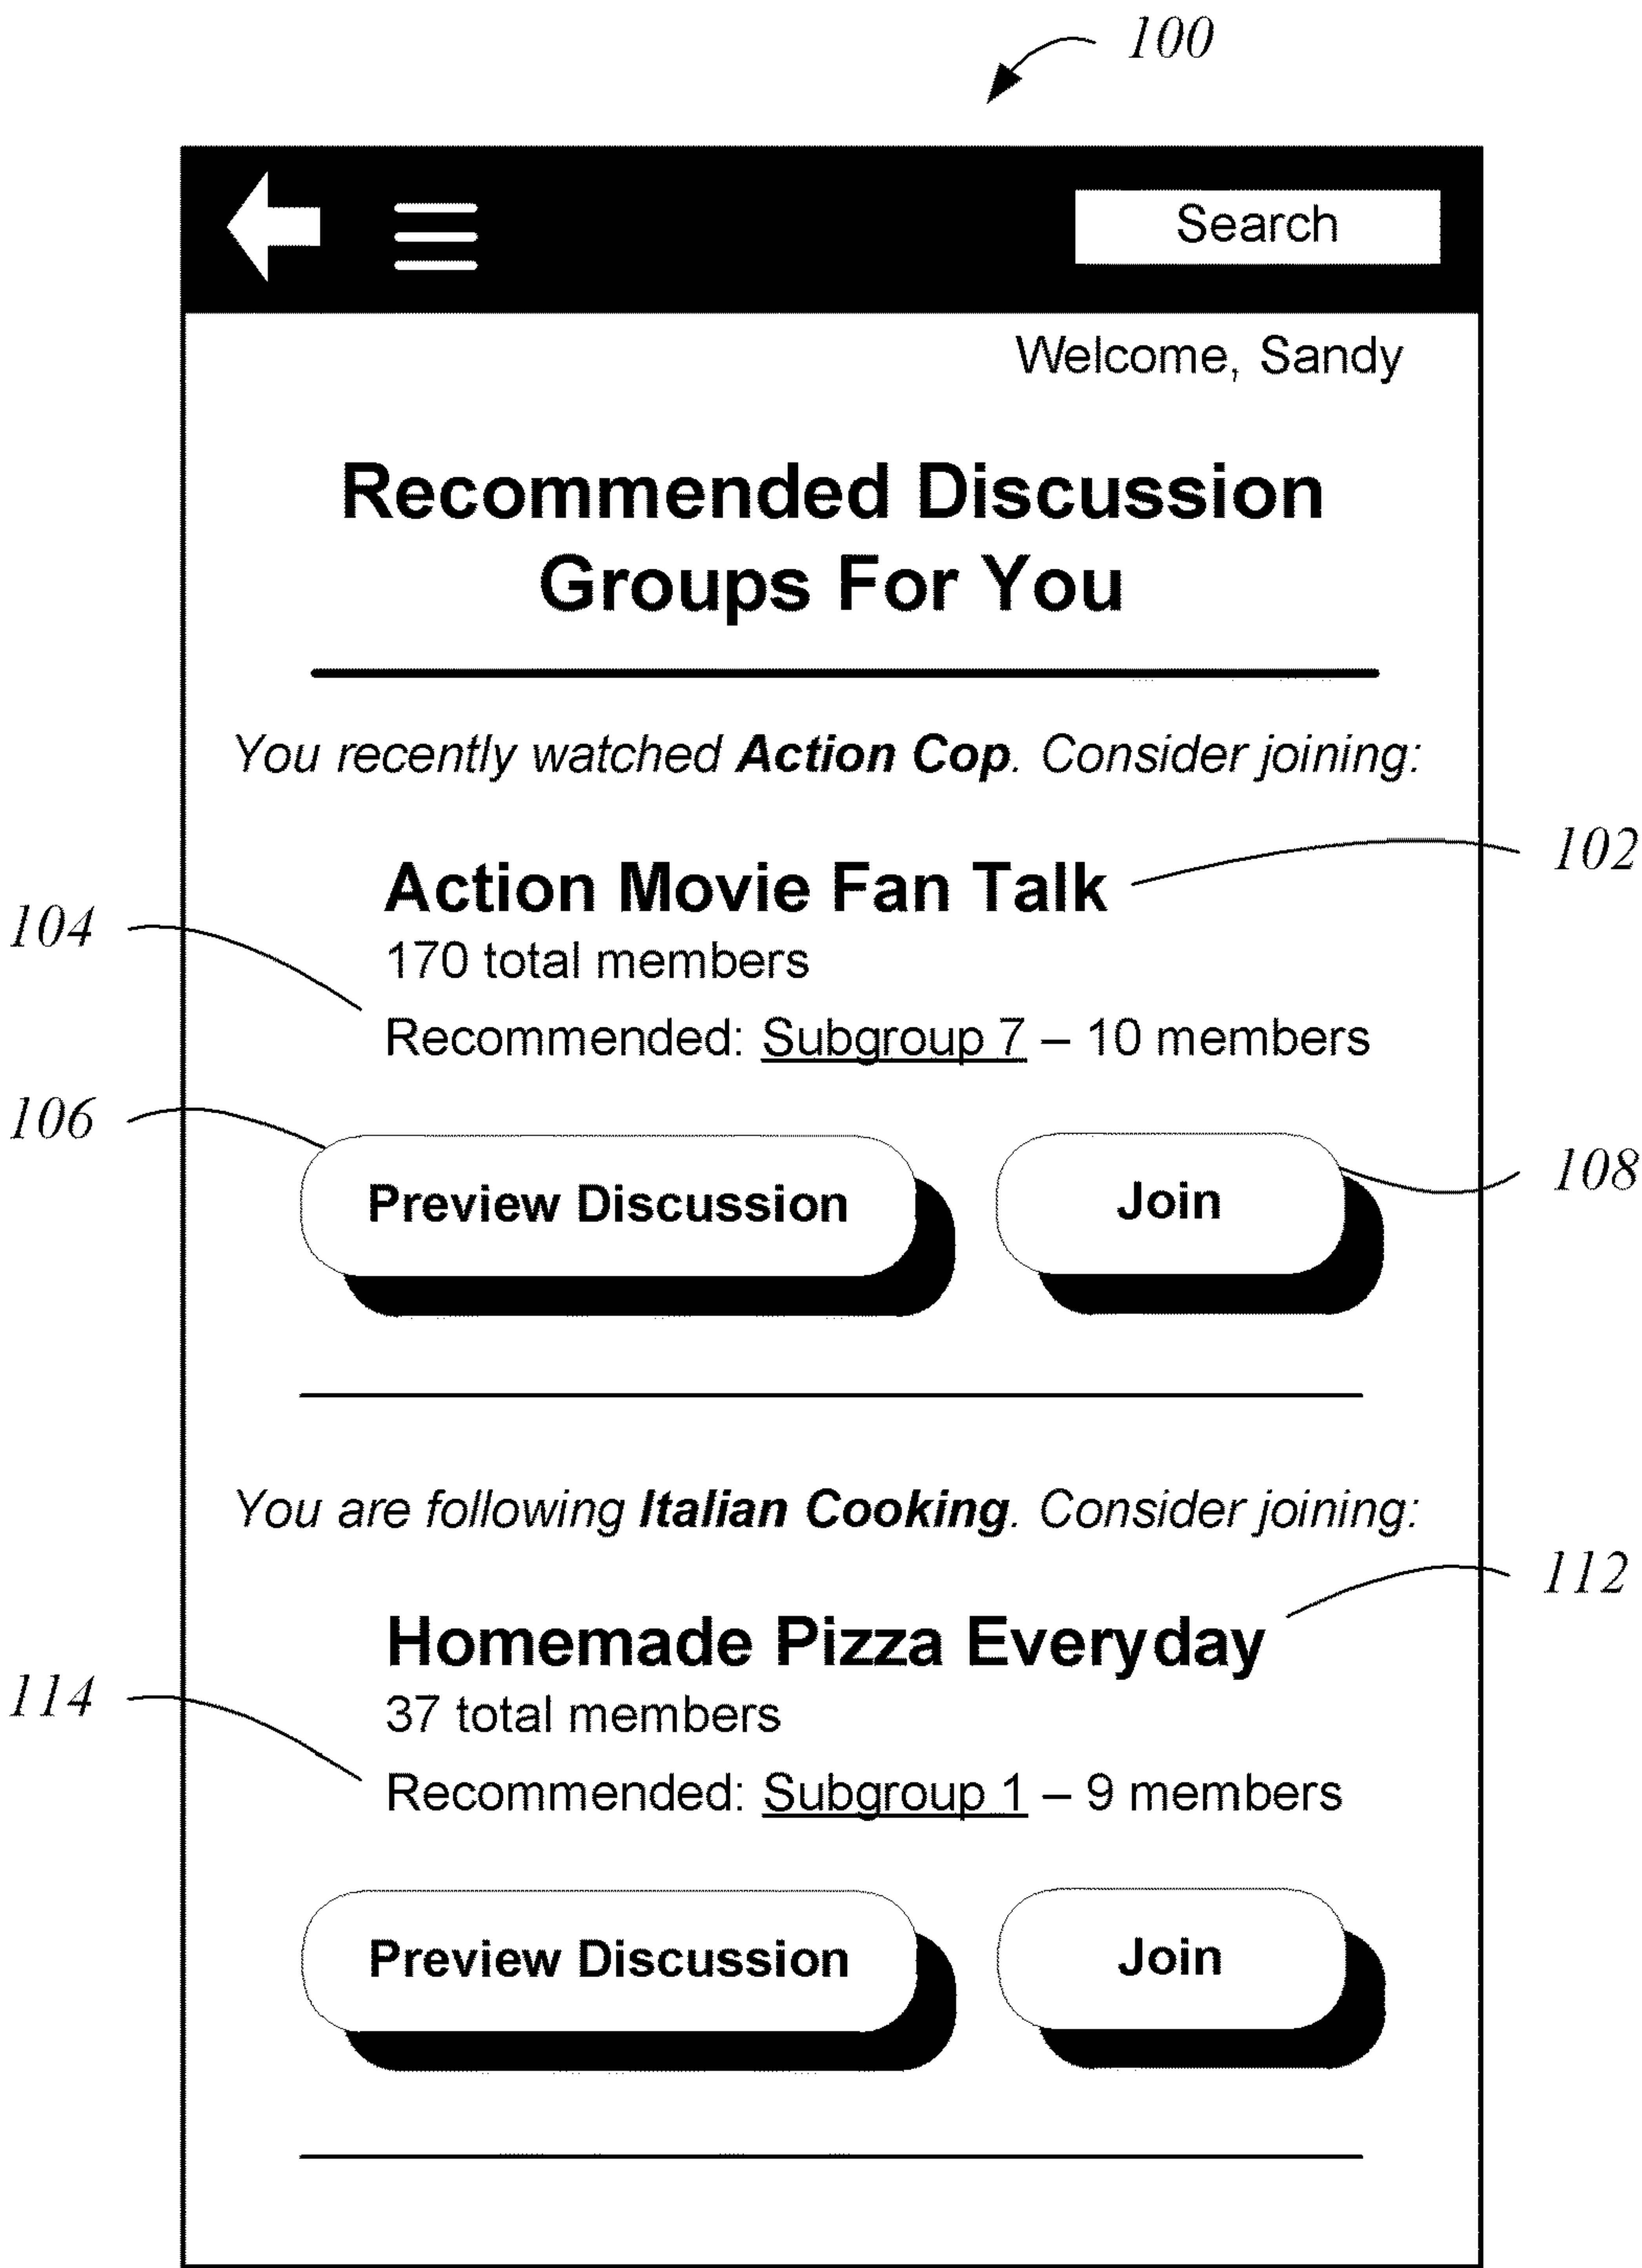 100
Search
Welcome, Sandy
Recommended Discussion
Groups For You
You recently watched Action Cop. Consider joining:
102
Action Movie Fan Talk
104
170 total members
Recommended: Subgroup 7 – 10 members
106
Preview Discussion
Join
108
You are following Italian Cooking. Consider joining:
112
Homemade Pizza Everyday
114
37 total members
Recommended: Subgroup 1 – 9 members
Preview Discussion
Join